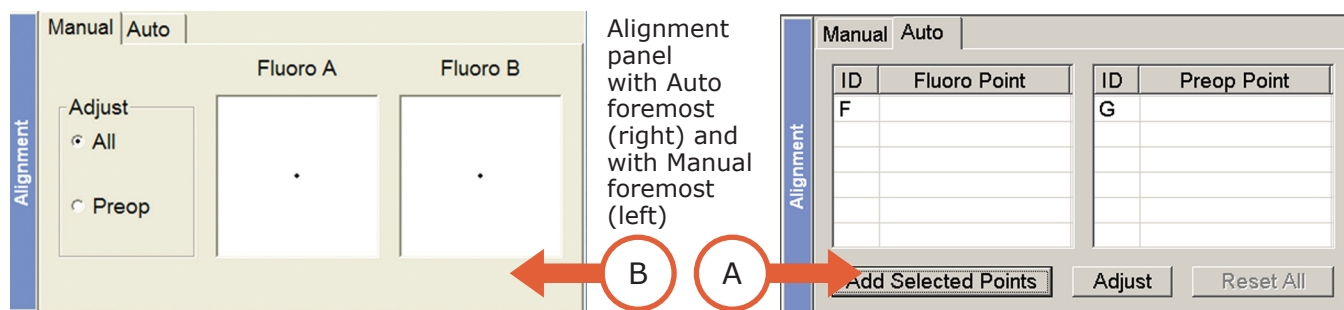 Manual Auto
Alignment
Fluoro A Fluoro B
Adjust
All
Preop
Alignment
panel
with Auto
foremost
(right) and
with Manual
foremost
(left)
B A
Manual Auto
Alignment
ID Fluoro Point ID Preop Point
F G
Add Selected Points Adjust Reset All